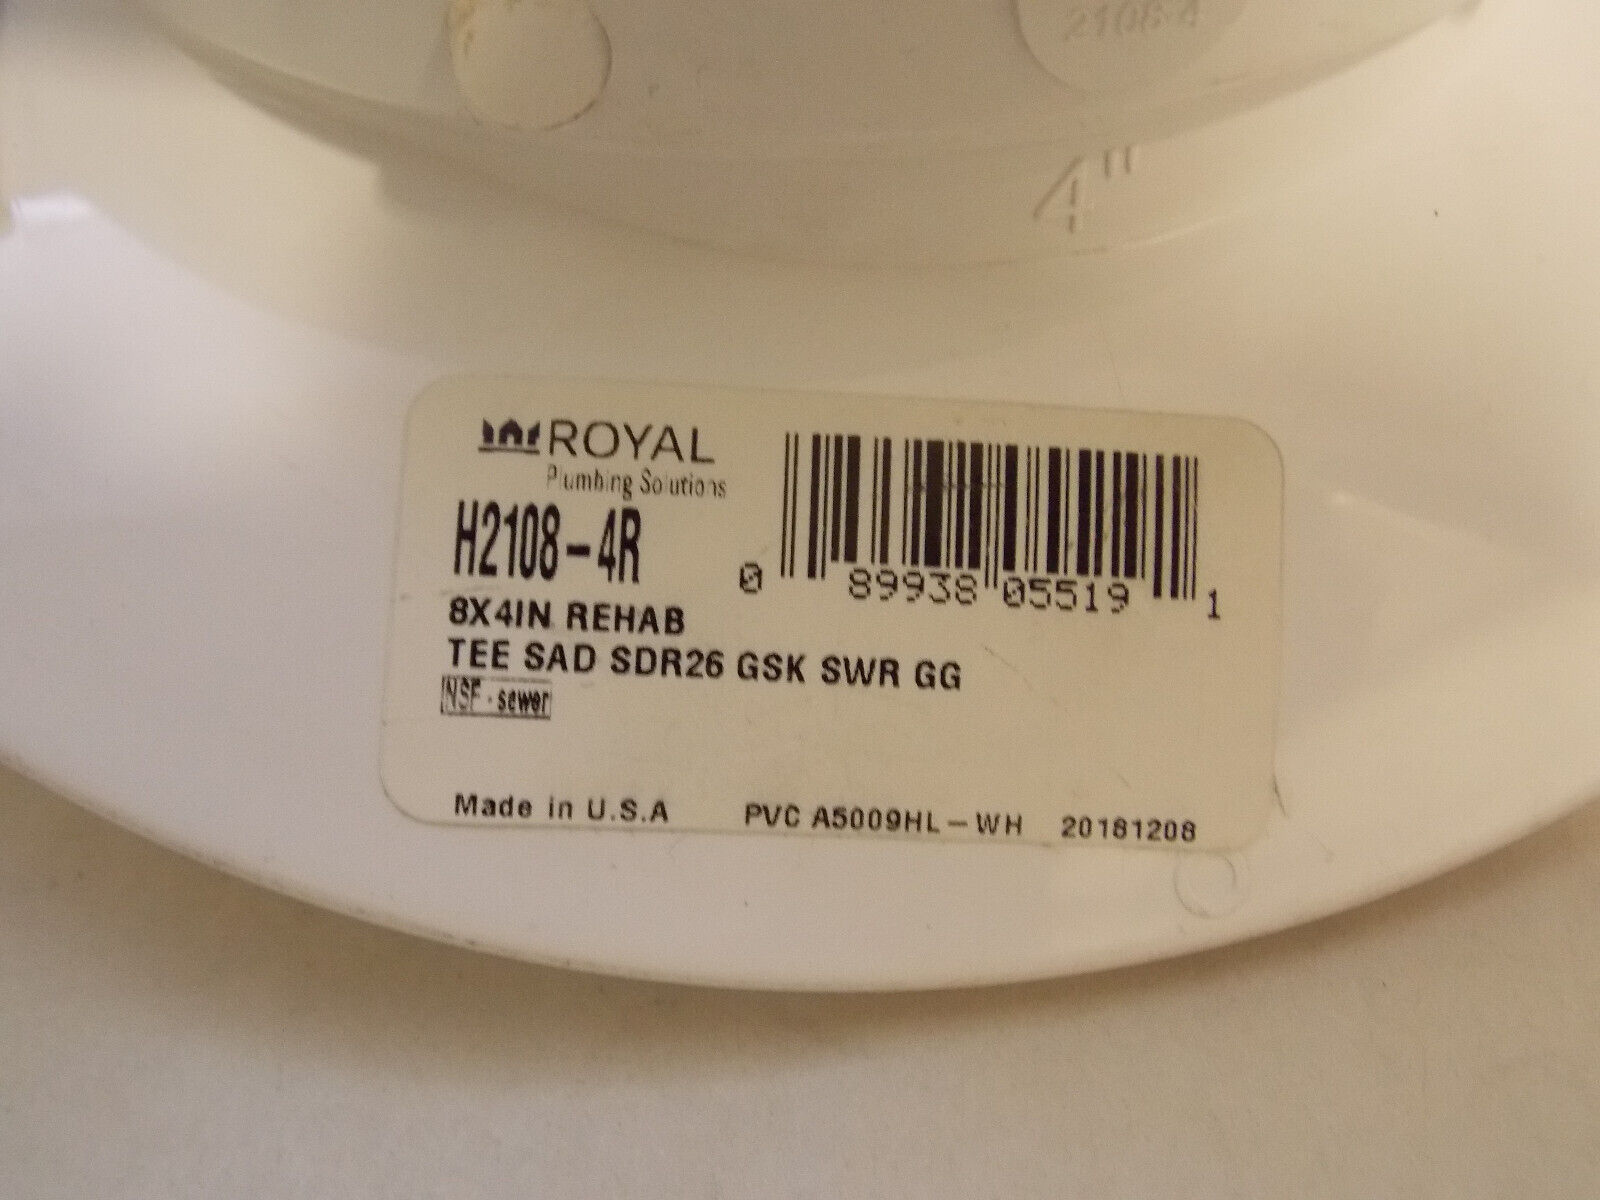 2108-4
4"
ROYAL
Plumbing Solutions
H2108-4R
0 89938 05519 1
8X4IN REHAB
TEE SAD SDR26 GSK SWR GG
NSF - sewer
Made in U.S.A PVC A5009HL-WH 20181208